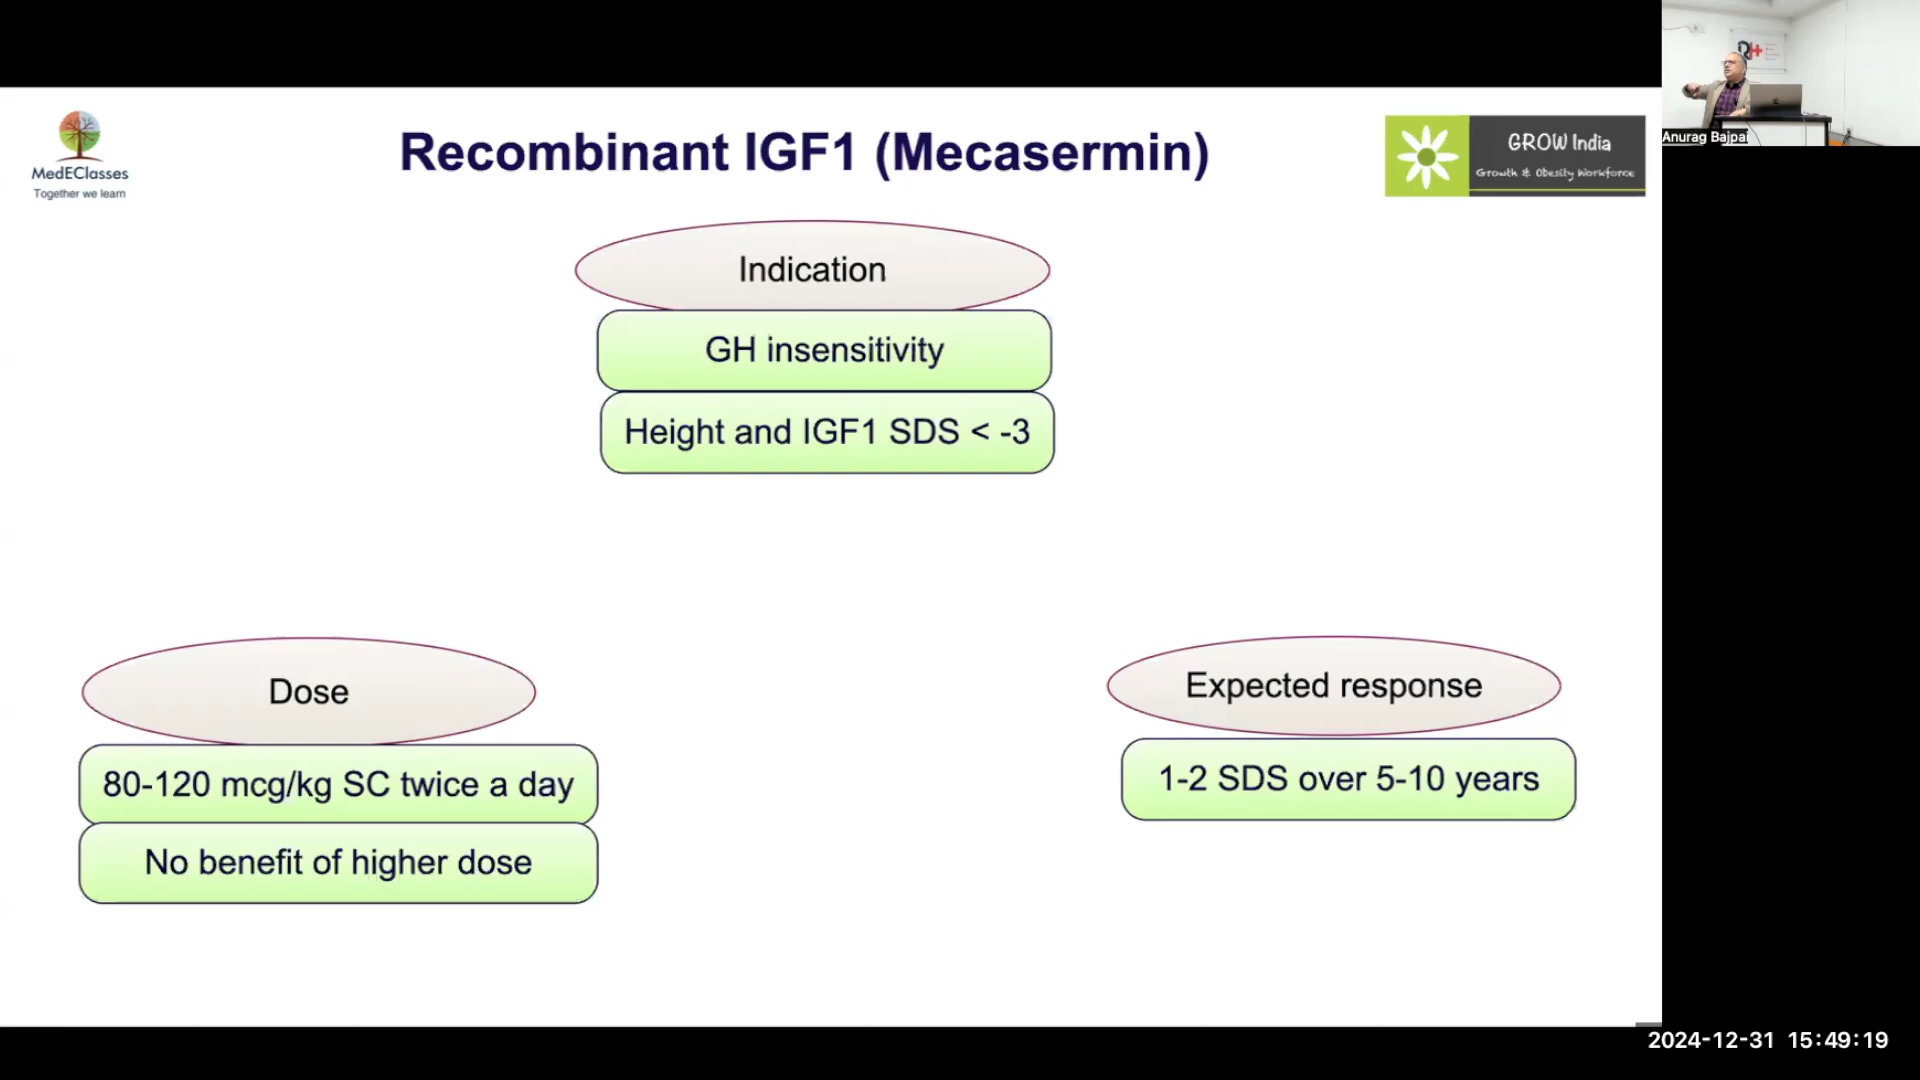 MedEClasses
Together we learn
Recombinant IGF1 (Mecasermin)
GROW India
Growth & Obesity Workforce
Anurag Bajpai
Indication
GH insensitivity
Height and IGF1 SDS < -3
Dose
80-120 mcg/kg SC twice a day
No benefit of higher dose
Expected response
1-2 SDS over 5-10 years
2024-12-31 15:49:19